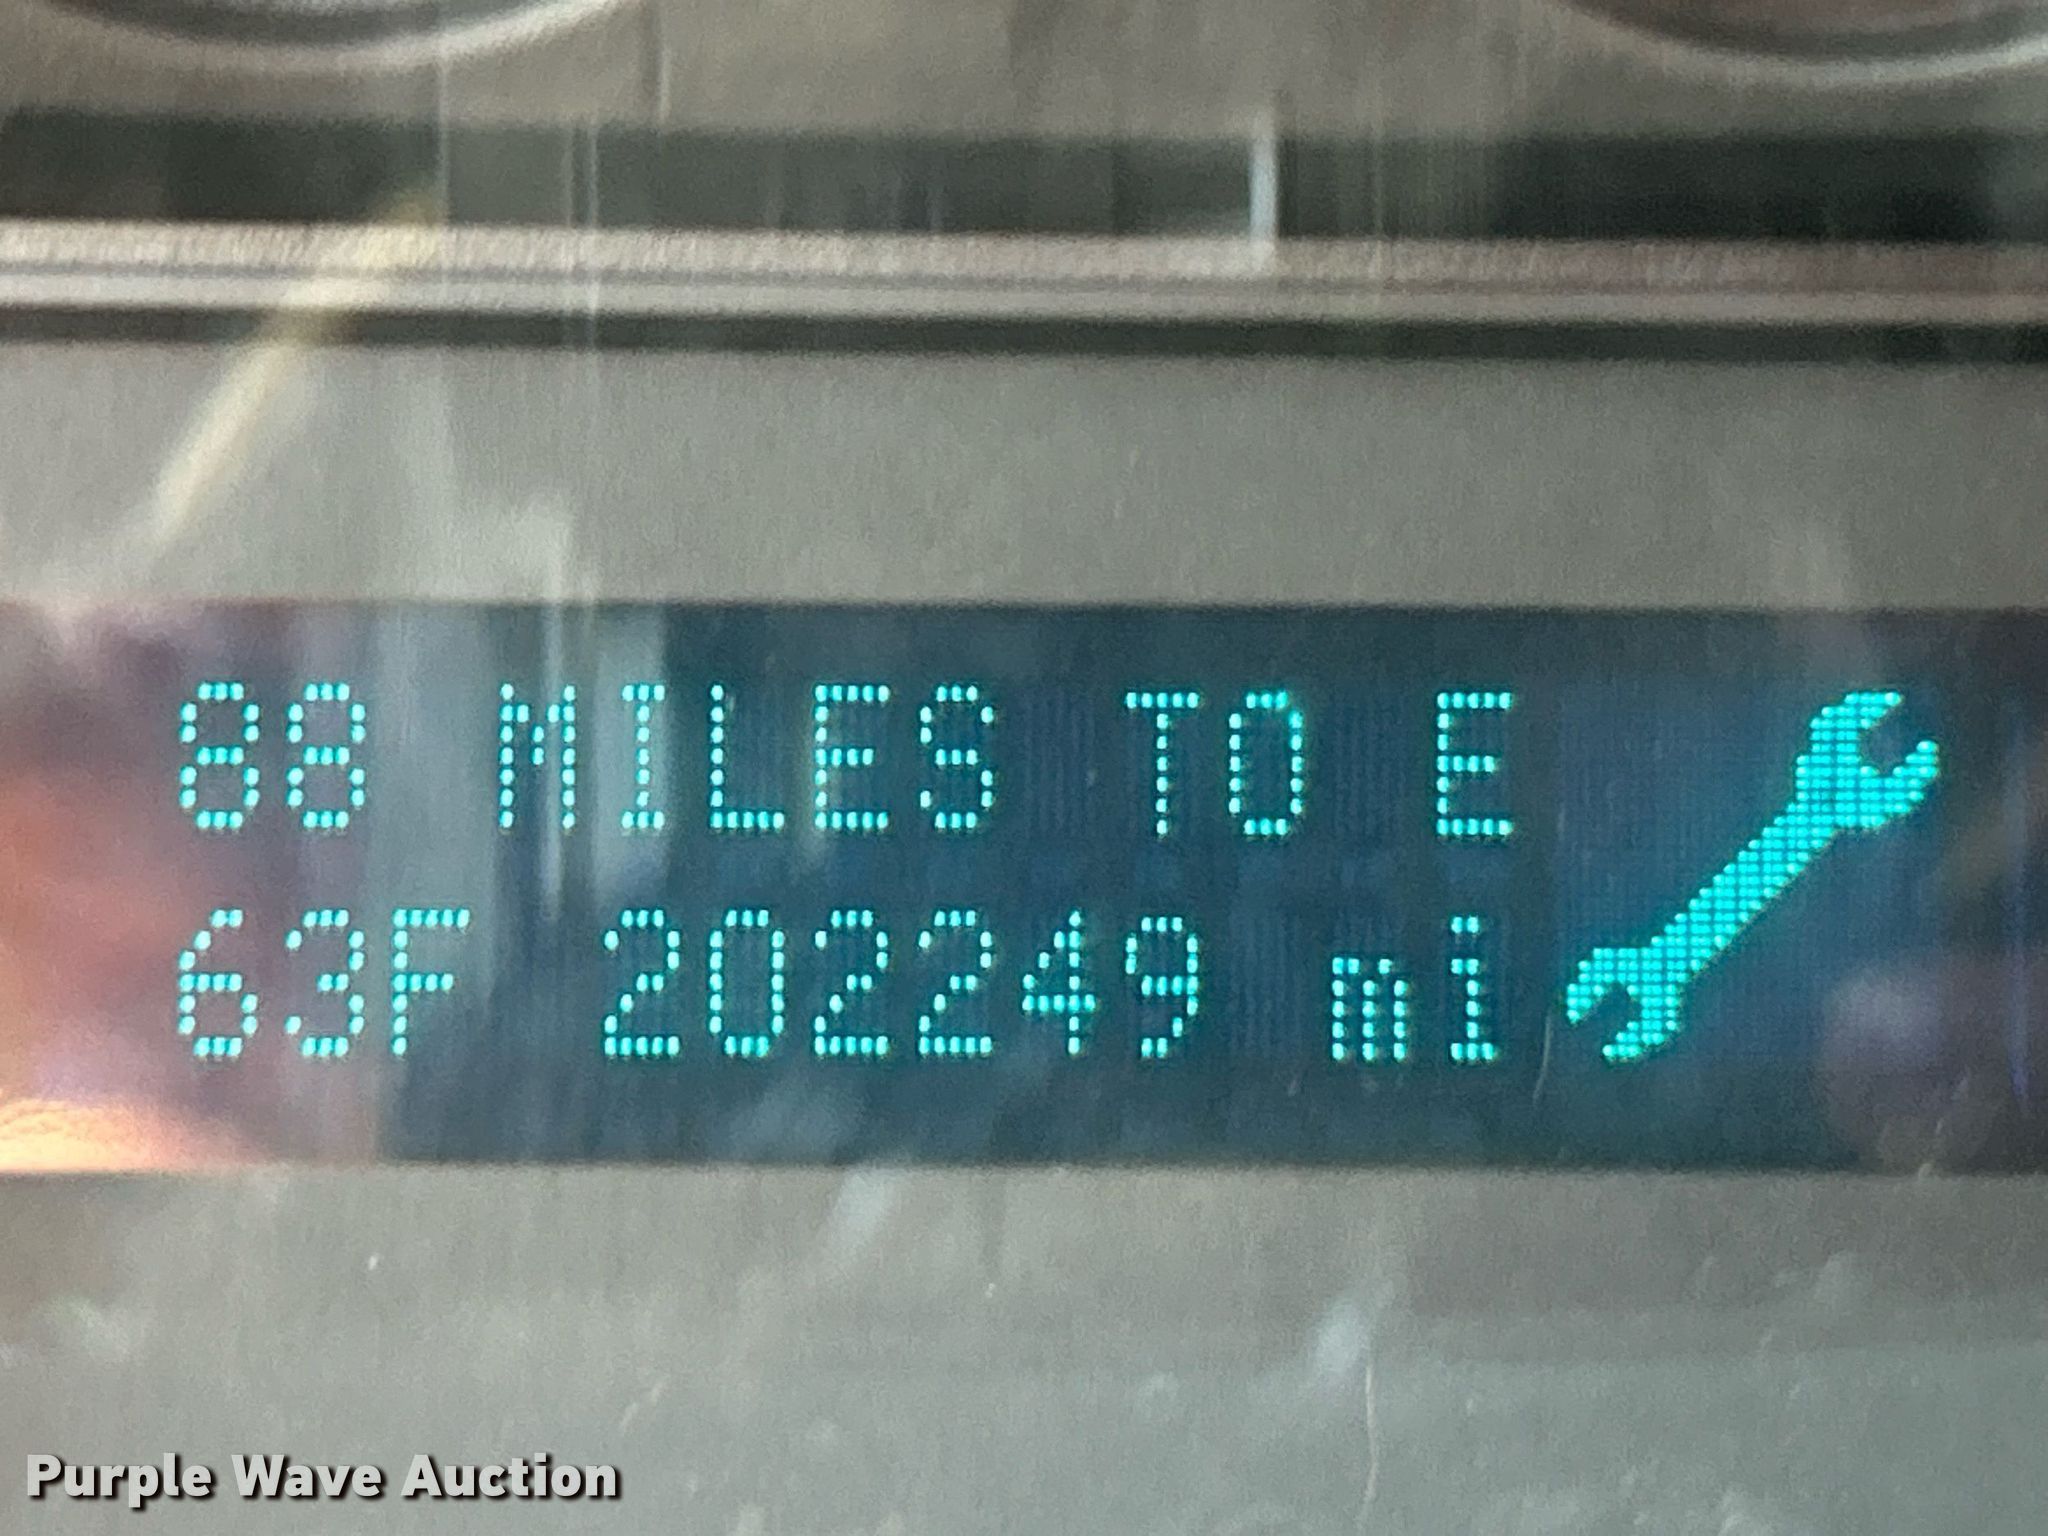 88 MILES TO E
63F 202249 mi
Purple Wave Auction